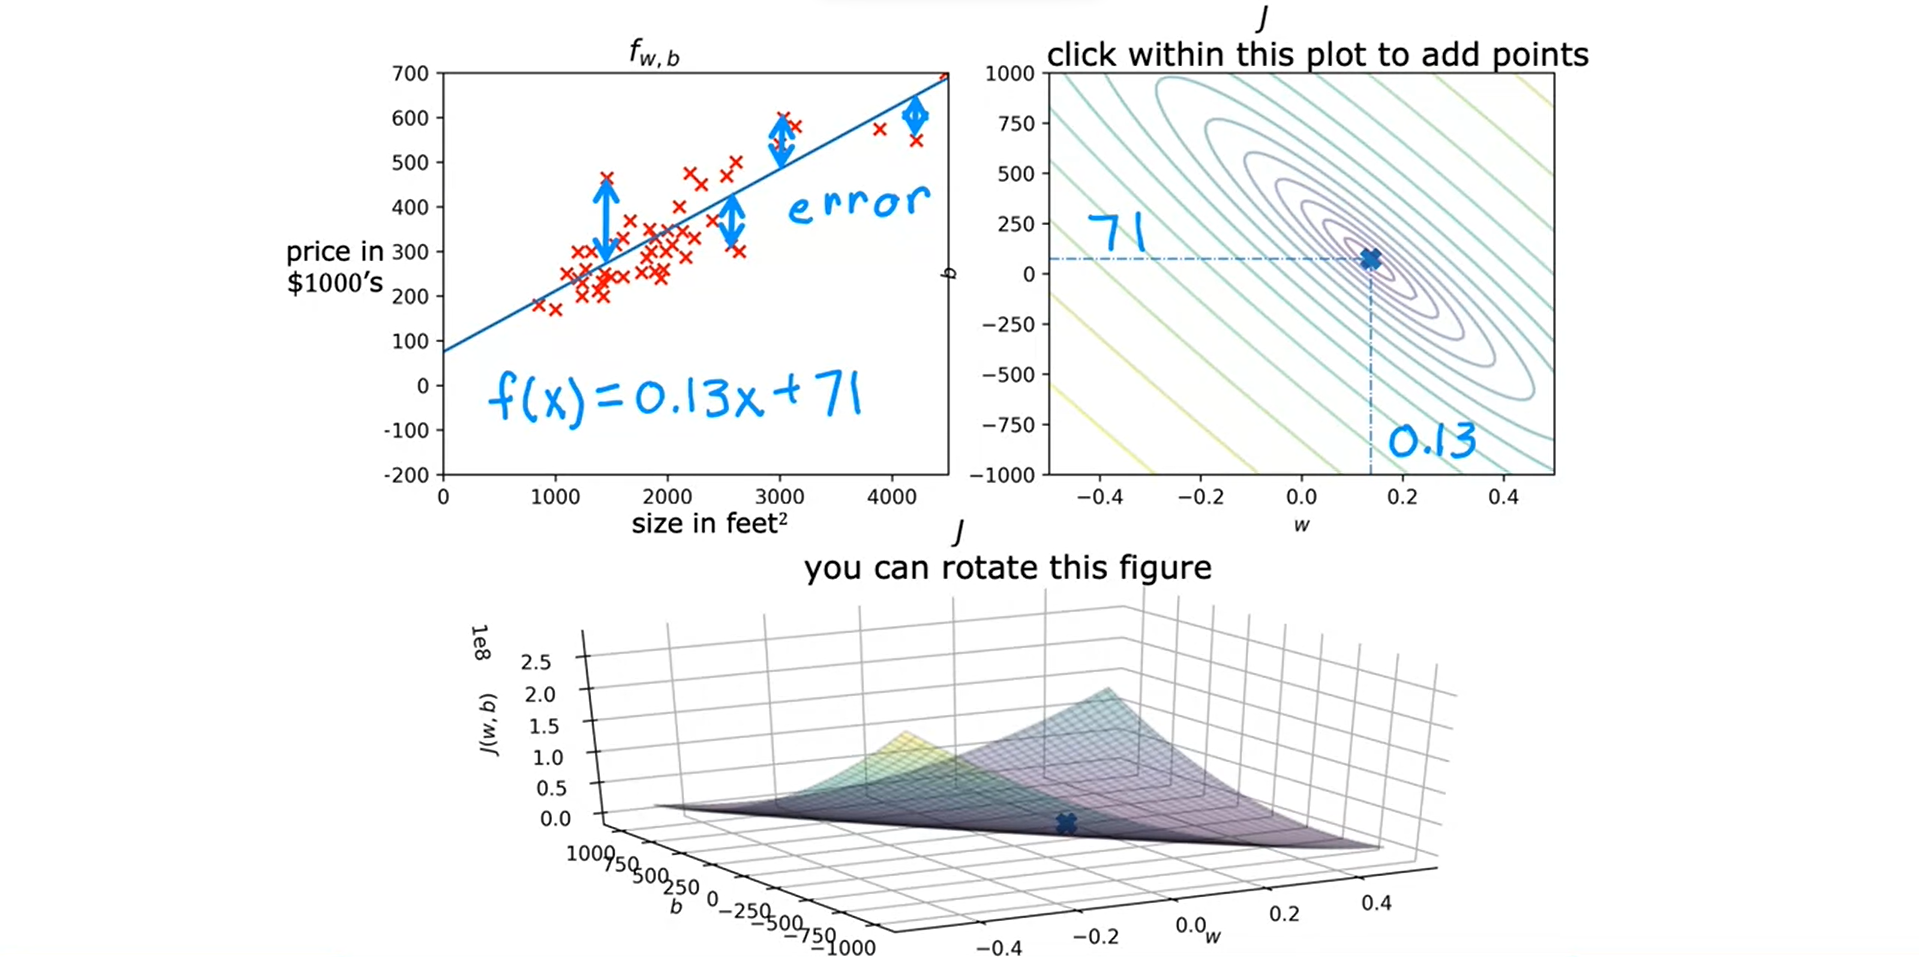 f w, b
700
600
500
400
300
200
100
0
-100
-200
price in
$1000's
error
f(x) = 0.13x + 71
0 1000 2000 3000 4000
size in feet²
J
click within this plot to add points
1000
750
500
250
0
−250
−500
−750
−1000
b
71
0.13
−0.4 −0.2 0.0 0.2 0.4
w
J
you can rotate this figure
1e8
J(w, b)
2.5
2.0
1.5
1.0
0.5
0.0
1000
750
500
250
0
−250
−500
−750
−1000
b
−0.4
−0.2
0.0
0.2
0.4
w